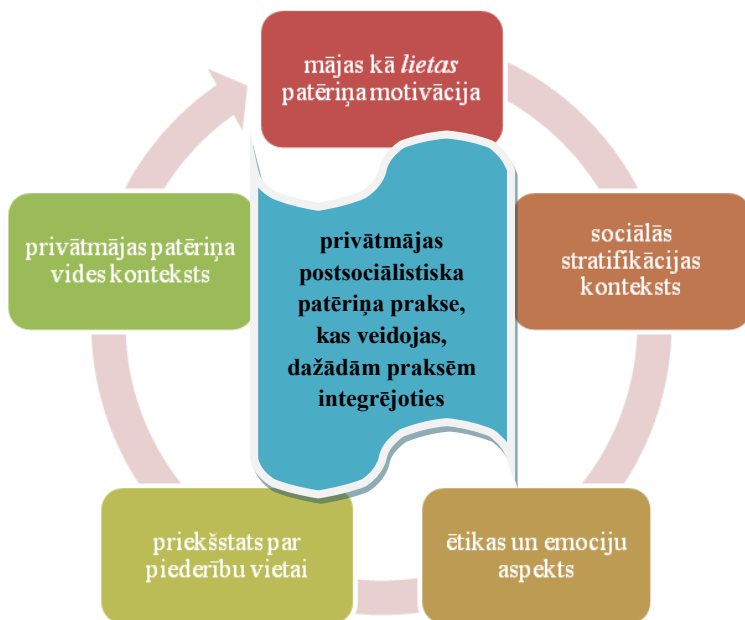 mājas kā lietas
patēriņa motivācija
sociālās
stratifikācijas
konteksts
ētikas un emociju
aspekts
priekšstats par
piederību vietai
privātmājas patēriņa
vides konteksts
privātmājas
postsociālistiska
patēriņa prakse,
kas veidojas,
dažādām praksēm
integrējoties